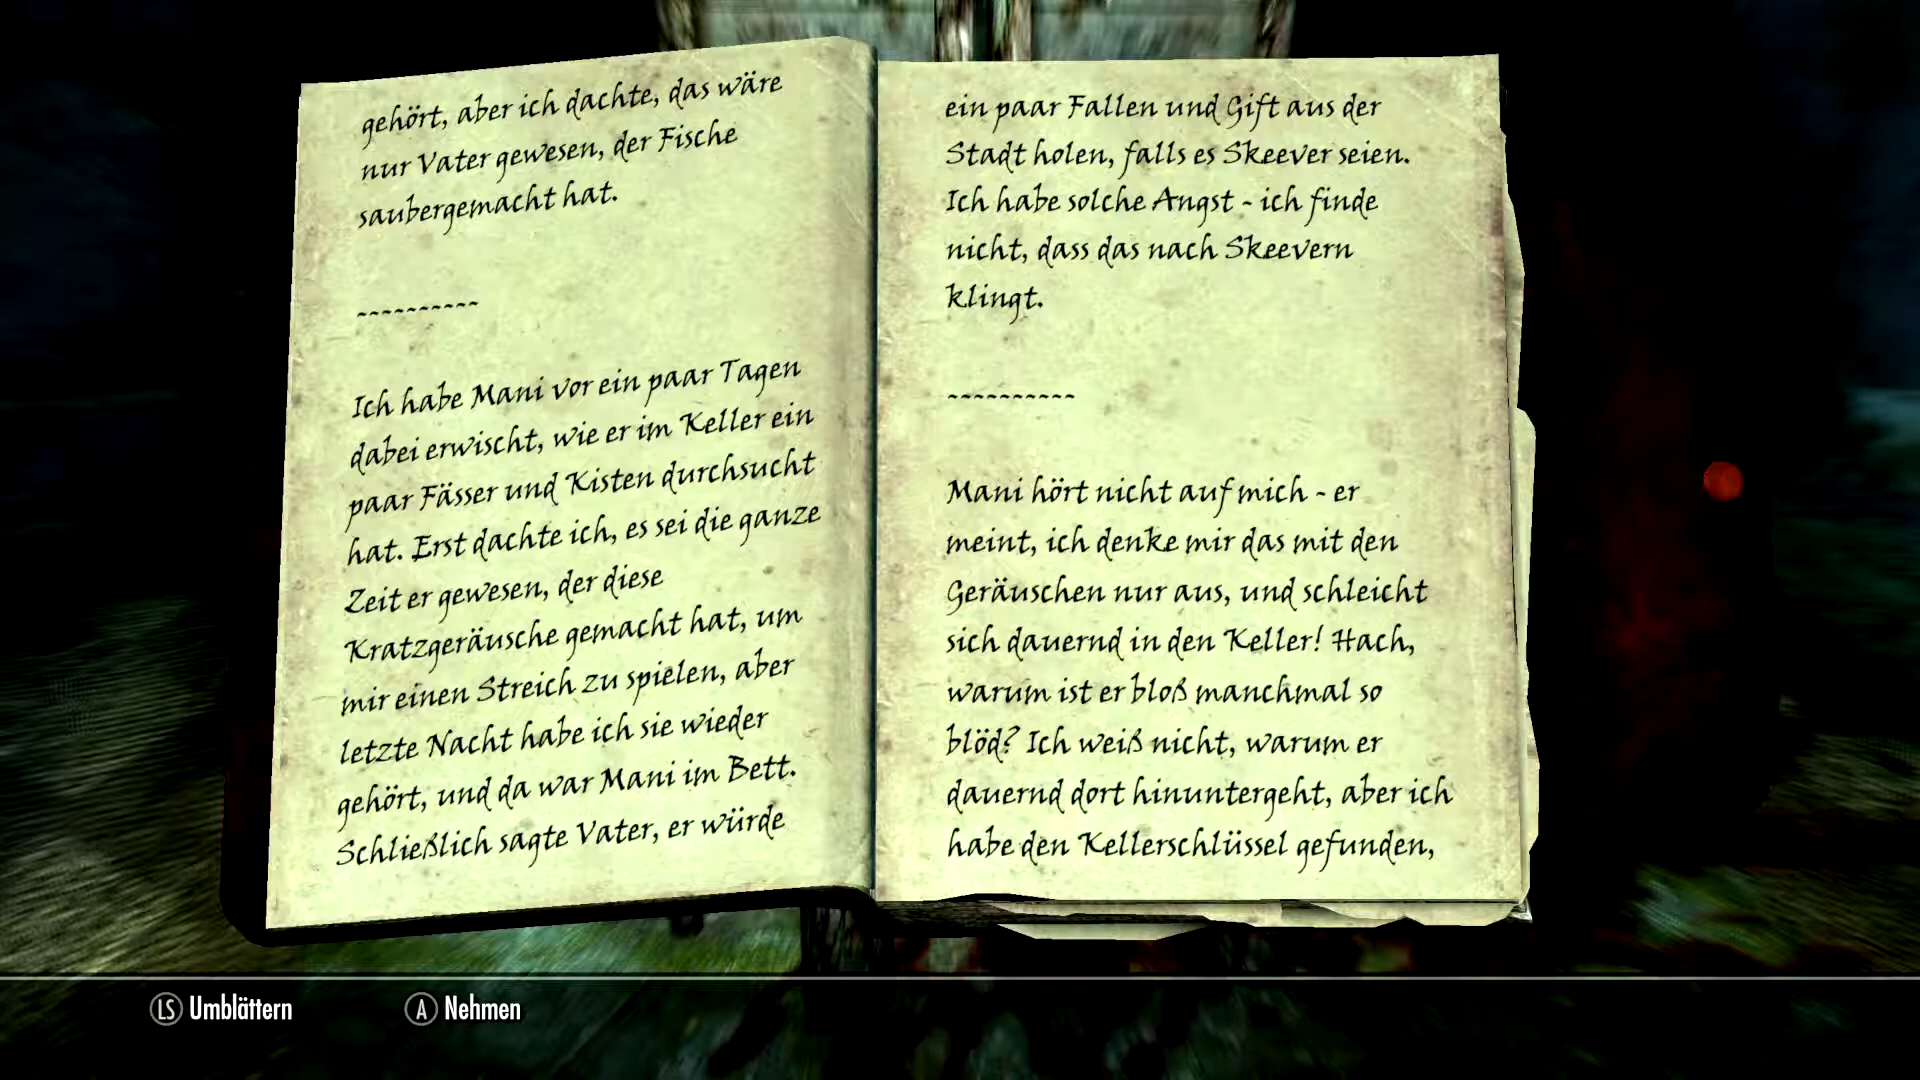 gehört, aber ich dachte, das wäre
nur Vater gewesen, der Fische
saubergemacht hat.
~~~~~~~~~~
Ich habe Mani vor ein paar Tagen
dabei erwischt, wie er im Keller ein
paar Fässer und Kisten durchsucht
hat. Erst dachte ich, es sei die ganze
Zeit er gewesen, der diese
Kratzgeräusche gemacht hat, um
mir einen Streich zu spielen, aber
letzte Nacht habe ich sie wieder
gehört, und da war Mani im Bett.
Schließlich sagte Vater, er würde
ein paar Fallen und Gift aus der
Stadt holen, falls es Skeever seien.
Ich habe solche Angst - ich finde
nicht, dass das nach Skeevern
klingt.
~~~~~~~~~~
Mani hört nicht auf mich - er
meint, ich denke mir das mit den
Geräuschen nur aus, und schleicht
sich dauernd in den Keller! Hach,
warum ist er bloß manchmal so
blöd? Ich weiß nicht, warum er
dauernd dort hinuntergeht, aber ich
habe den Kellerschlüssel gefunden,
LS Umblättern
A Nehmen